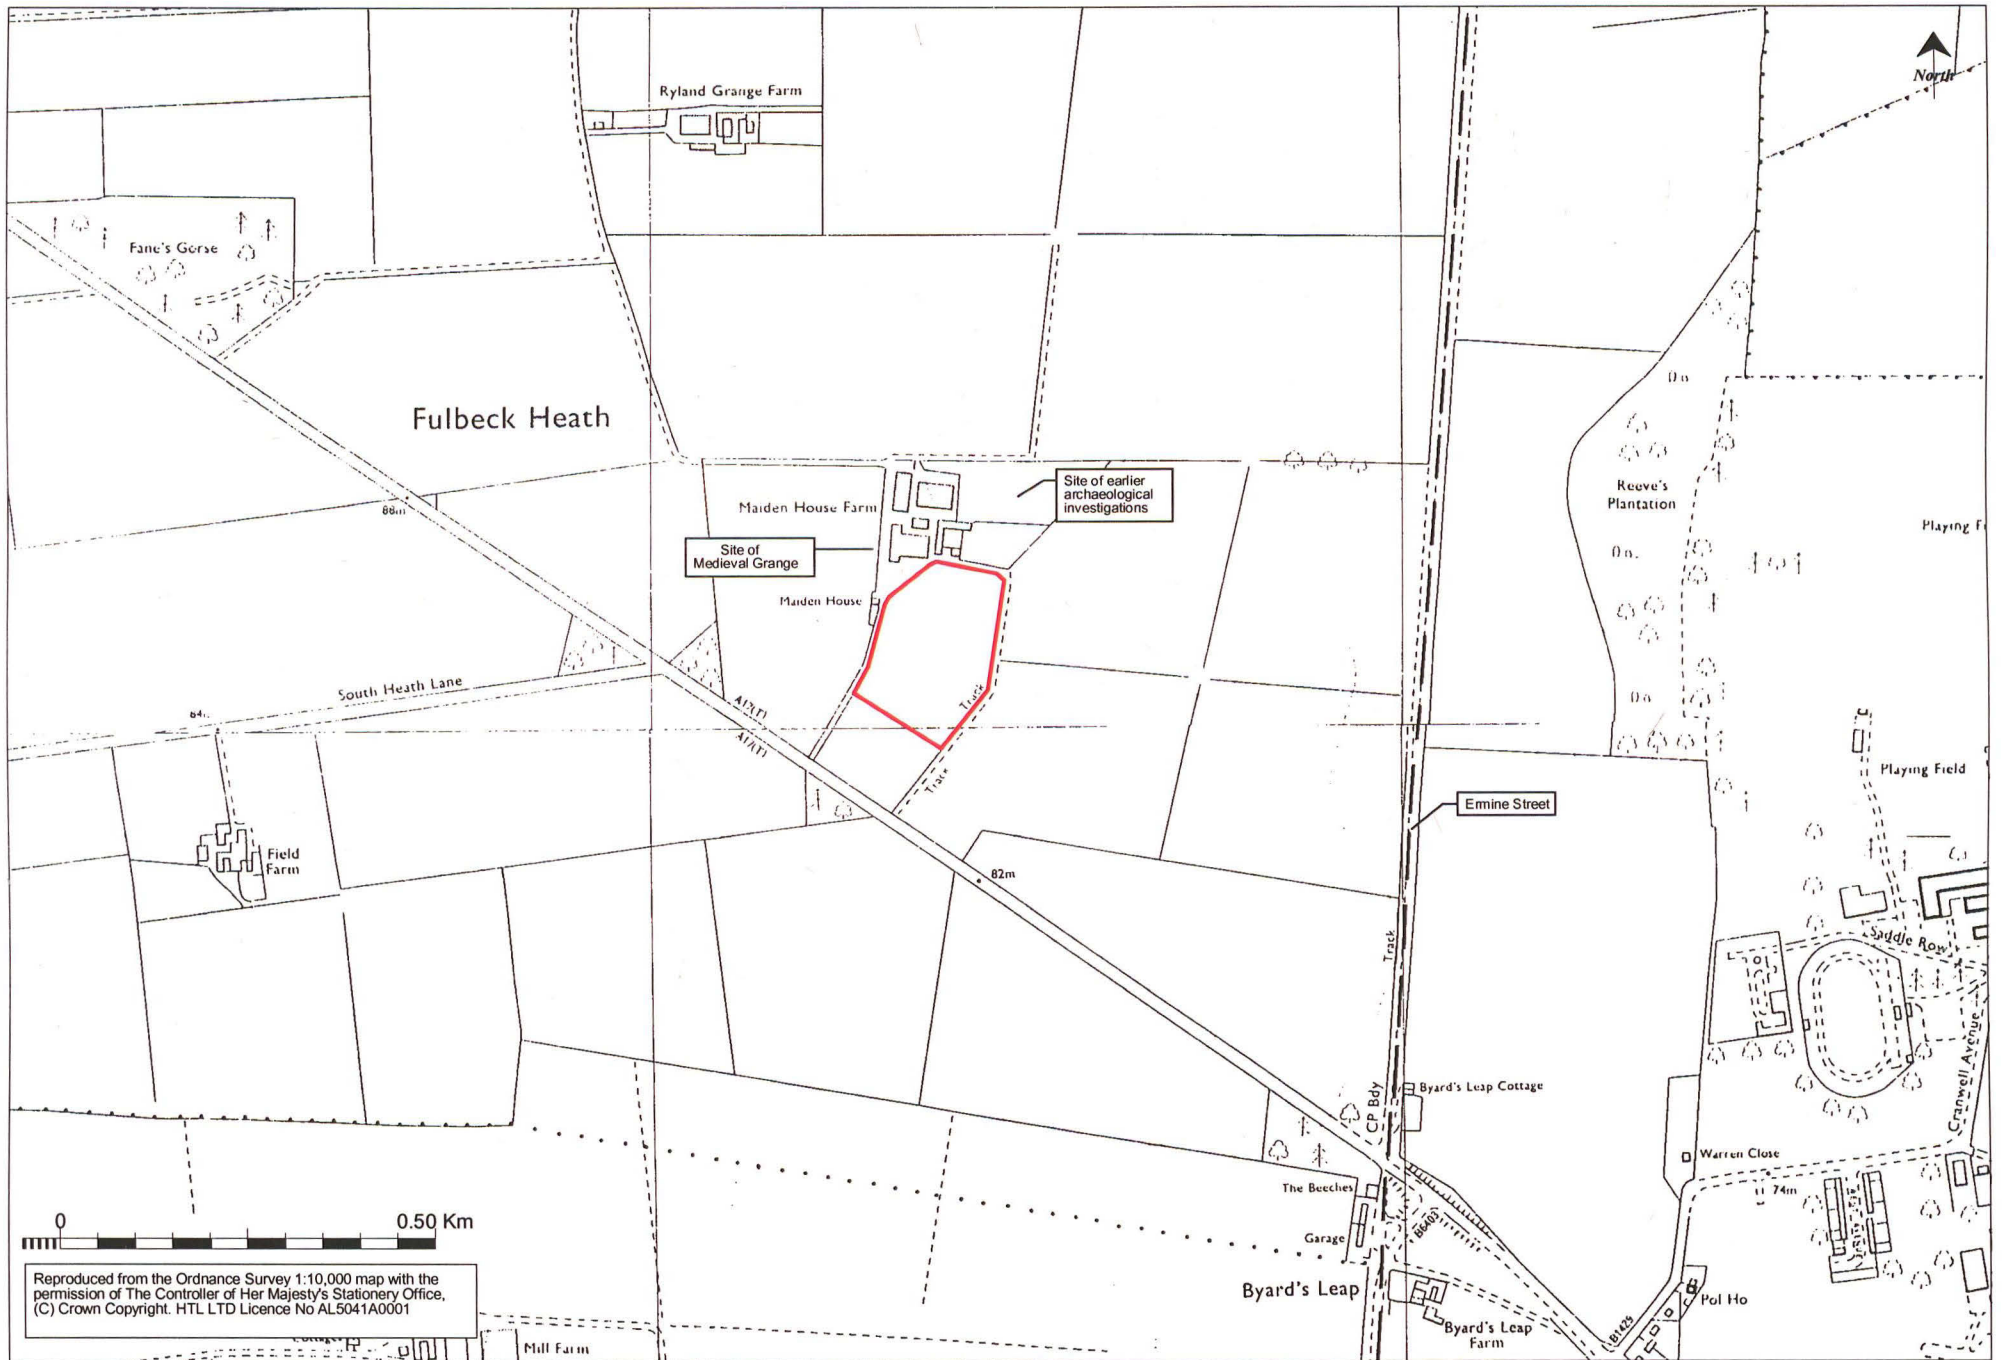 North
Ryland Grange Farm
Fane's Gorse
Fulbeck Heath
Site of earlier
archaeological
investigations
Maiden House Farm
Reeve's
Plantation
88m
Playing
Site of
Medieval Grange
Maiden House
South Heath Lane
A17(T)
A17(T)
Track
Track
Playing Field
Ermine Street
Field
Farm
82m
Track
Saddle Row
Cranwell Avenue
CP Bdy
Byard's Leap Cottage
Warren Close
74m
The Beeches
B6403
Garage
Byard's Leap
Byard's Leap
Farm
Pol Ho
B1429
0 0.50 Km
Reproduced from the Ordnance Survey 1:10,000 map with the
permission of The Controller of Her Majesty's Stationery Office,
(C) Crown Copyright. HTL LTD Licence No AL5041A0001
Mill Farm